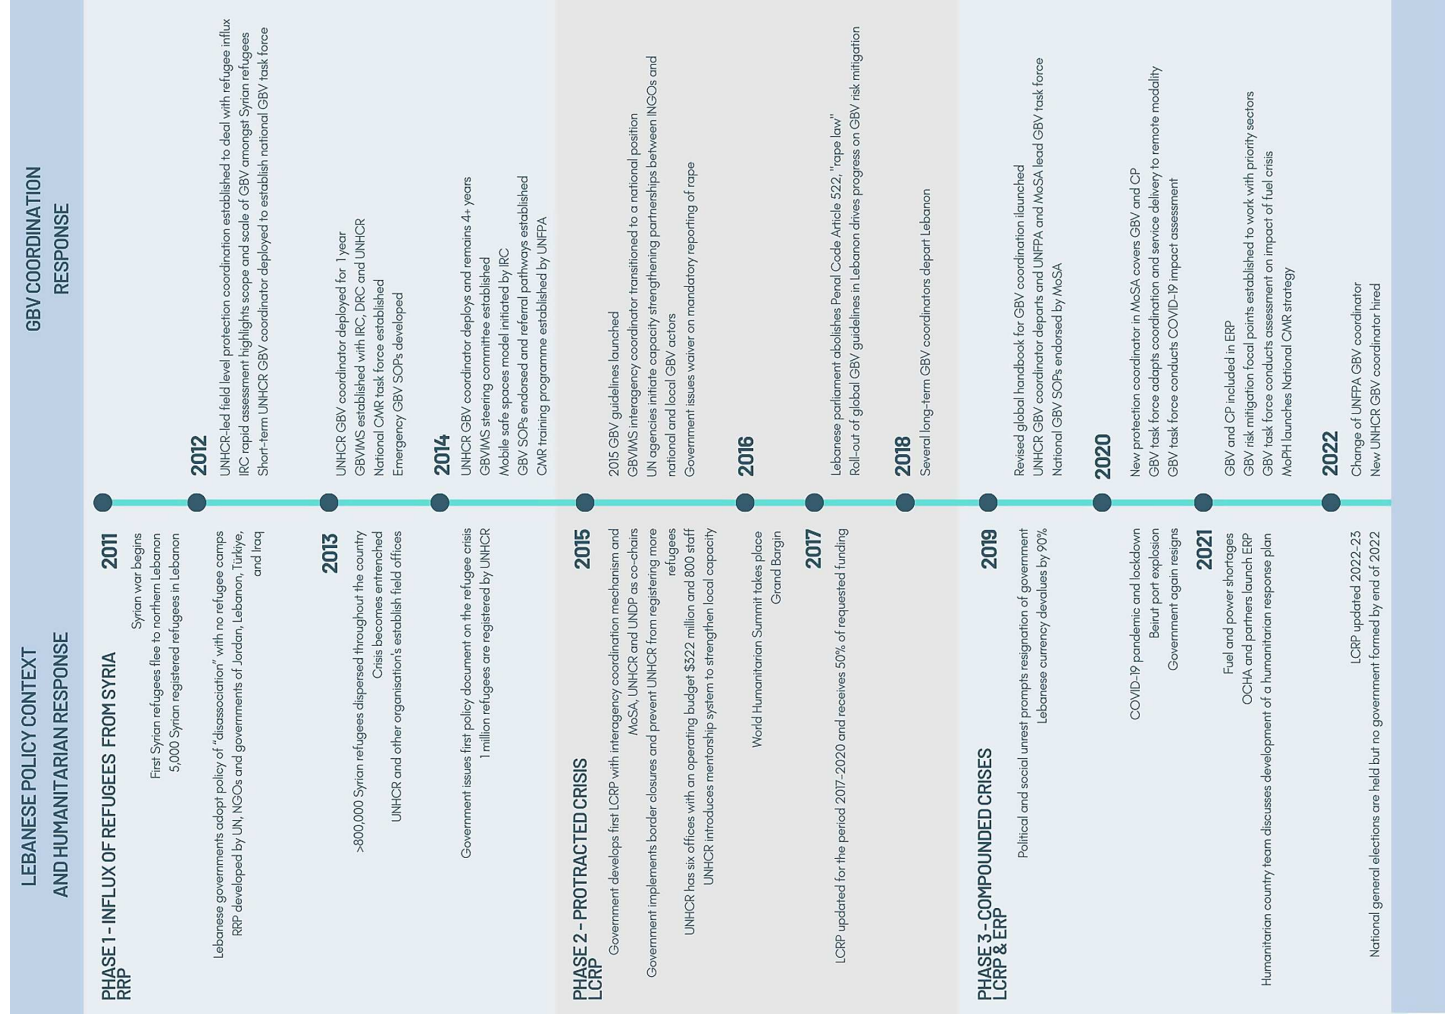 LEBANESE POLICY CONTEXT
AND HUMANITARIAN RESPONSE
GBV COORDINATION
RESPONSE
PHASE 1 - INFLUX OF REFUGEES FROM SYRIA
RRP
2011
Syrian war begins
First Syrian refugees flee to northern Lebanon
5,000 Syrian registered refugees in Lebanon
2012
Lebanese governments adopt policy of “disassociation” with no refugee camps
RRP developed by UN, NGOs and governments of Jordan, Lebanon, Türkiye,
and Iraq
UNHCR-led field level protection coordination established to deal with refugee influx
IRC rapid assessment highlights scope and scale of GBV amongst Syrian refugees
Short-term UNHCR GBV coordinator deployed to establish national GBV task force
2013
>800,000 Syrian refugees dispersed throughout the country
Crisis becomes entrenched
UNHCR and other organisation's establish field offices
UNHCR GBV coordinator deployed for 1 year
GBVIMS established with IRC, DRC and UNHCR
National CMR task force established
Emergency GBV SOPs developed
2014
Government issues first policy document on the refugee crisis
1 million refugees are registered by UNHCR
UNHCR GBV coordinator deploys and remains 4+ years
GBVIMS steering committee established
Mobile safe spaces model initiated by IRC
GBV SOPs endorsed and referral pathways established
CMR training programme established by UNFPA
PHASE 2 - PROTRACTED CRISIS
LCRP
2015
Government develops first LCRP with interagency coordination mechanism and
MoSA, UNHCR and UNDP as co-chairs
Government implements border closures and prevent UNHCR from registering more
refugees
UNHCR has six offices with an operating budget $322 million and 800 staff
UNHCR introduces mentorship system to strengthen local capacity
2015 GBV guidelines launched
GBVIMS interagency coordinator transitioned to a national position
UN agencies initiate capacity strengthening partnerships between INGOs and
national and local GBV actors
Government issues waiver on mandatory reporting of rape
2016
World Humanitarian Summit takes place
Grand Bargin
2017
LCRP updated for the period 2017-2020 and receives 50% of requested funding
Lebanese parliament abolishes Penal Code Article 522, "rape law"
Roll-out of global GBV guidelines in Lebanon drives progress on GBV risk mitigation
2018
Several long-term GBV coordinators depart Lebanon
PHASE 3 - COMPOUNDED CRISES
LCRP & ERP
2019
Political and social unrest prompts resignation of government
Lebanese currency devalues by 90%
Revised global handbook for GBV coordination ilaunched
UNHCR GBV coordinator departs and UNFPA and MoSA lead GBV task force
National GBV SOPs endorsed by MoSA
2020
COVID-19 pandemic and lockdown
Beirut port explosion
Government again resigns
New protection coordinator in MoSA covers GBV and CP
GBV task force adapts coordination and service delivery to remote modality
GBV task force conducts COVID-19 impact assessment
2021
Fuel and power shortages
OCHA and partners launch ERP
Humanitarian country team discusses development of a humanitarian response plan
GBV and CP included in ERP
GBV risk mitigation focal points established to work with priority sectors
GBV task force conducts assessment on impact of fuel crisis
MoPH launches National CMR strategy
2022
LCRP updated 2022-23
National general elections are held but no government formed by end of 2022
Change of UNFPA GBV coordinator
New UNHCR GBV coordinator hired